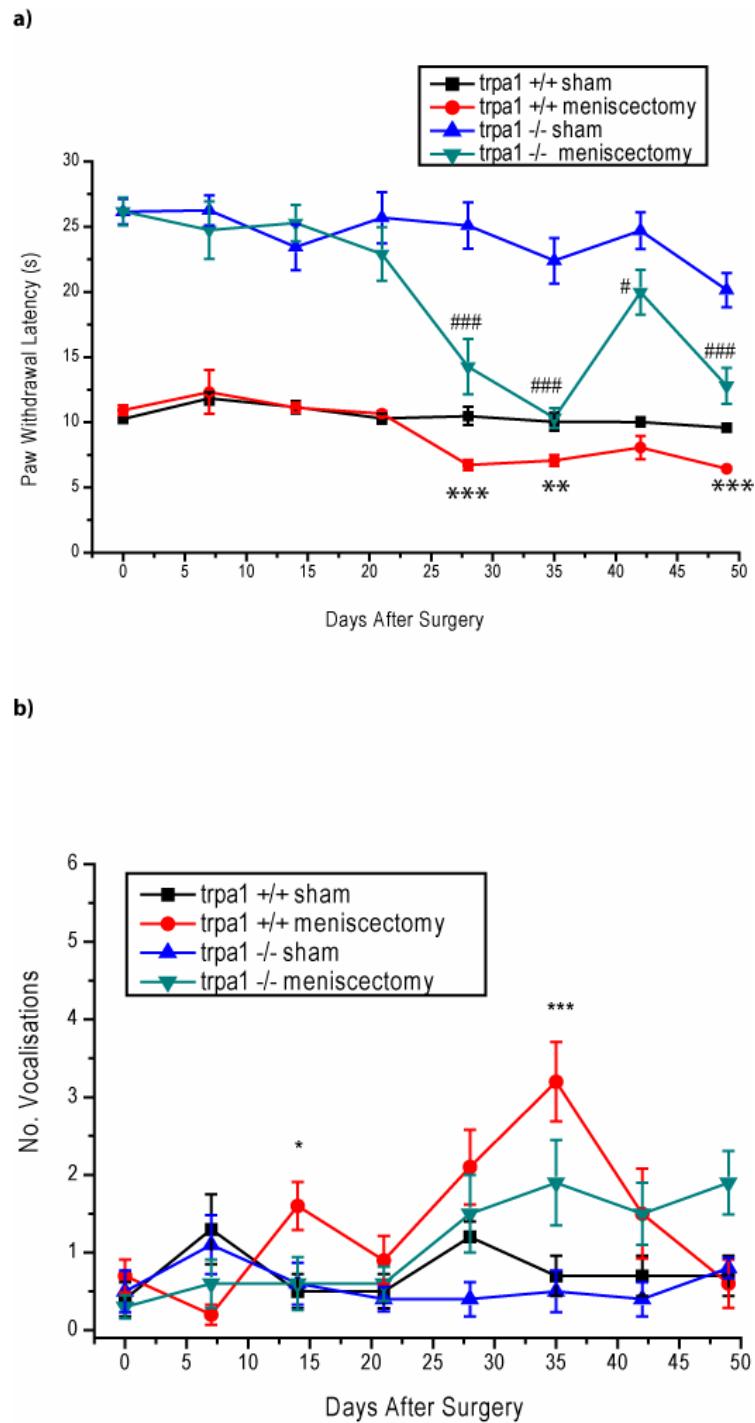 a)
trpa1 +/+ sham
trpa1 +/+ meniscectomy
trpa1 -/- sham
trpa1 -/- meniscectomy
30
25
20
15
10
5
0
Paw Withdrawal Latency (s)
###
###
#
###
***
**
***
0 5 10 15 20 25 30 35 40 45 50
Days After Surgery
b)
6
5
4
3
2
1
0
No. Vocalisations
trpa1 +/+ sham
trpa1 +/+ meniscectomy
trpa1 -/- sham
trpa1 -/- meniscectomy
*
***
0 5 10 15 20 25 30 35 40 45 50
Days After Surgery